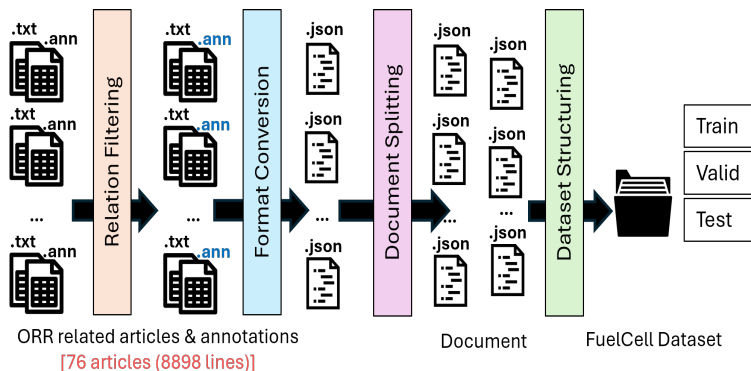 .txt
.ann
.txt
.ann
...
.txt
.ann
Relation Filtering
.txt
.ann
.txt
.ann
...
.txt
.ann
Format Conversion
.json
.json
...
.json
Document Splitting
.json
.json
.json
.json
...
...
.json
.json
Dataset Structuring
Train
Valid
Test
ORR related articles & annotations
[76 articles (8898 lines)]
Document
FuelCell Dataset